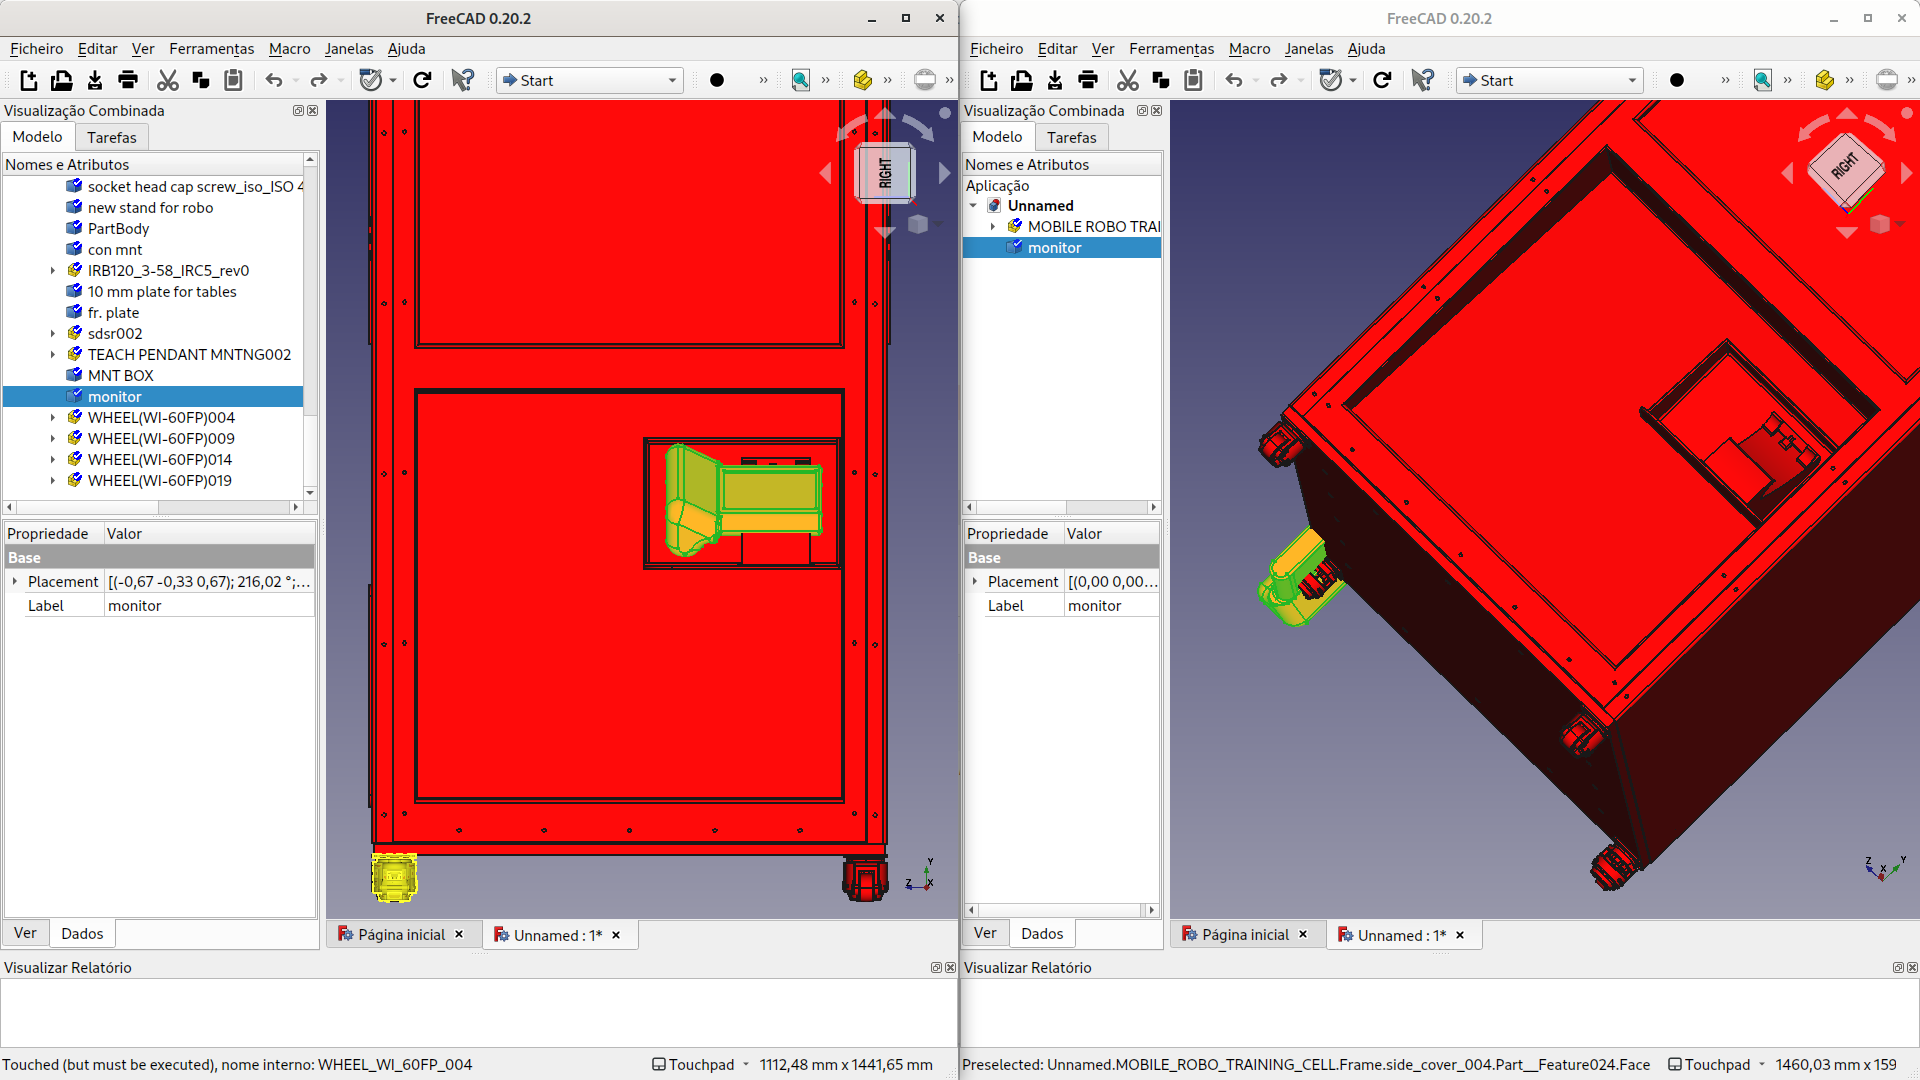 FreeCAD 0.20.2
Ficheiro Editar Ver Ferramentas Macro Janelas Ajuda
Start
Visualização Combinada
Modelo Tarefas
Nomes e Atributos
socket head cap screw_iso_ISO 4
new stand for robo
PartBody
con mnt
IRB120_3-58_IRC5_rev0
10 mm plate for tables
fr. plate
sdsr002
TEACH PENDANT MNTNG002
MNT BOX
monitor
WHEEL(WI-60FP)004
WHEEL(WI-60FP)009
WHEEL(WI-60FP)014
WHEEL(WI-60FP)019
Propriedade Valor
Base
Placement [(-0,67 -0,33 0,67); 216,02 °;...
Label monitor
Ver Dados
RIGHT
Y
Z X
Página inicial Unnamed : 1*
Visualizar Relatório
Touched (but must be executed), nome interno: WHEEL_WI_60FP_004 Touchpad 1112,48 mm x 1441,65 mm
FreeCAD 0.20.2
Ficheiro Editar Ver Ferramentas Macro Janelas Ajuda
Start
Visualização Combinada
Modelo Tarefas
Nomes e Atributos
Aplicação
Unnamed
MOBILE ROBO TRAI
monitor
Propriedade Valor
Base
Placement [(0,00 0,00...
Label monitor
Ver Dados
RIGHT
Z X Y
Página inicial Unnamed : 1*
Visualizar Relatório
Preselected: Unnamed.MOBILE_ROBO_TRAINING_CELL.Frame.side_cover_004.Part__Feature024.Face Touchpad 1460,03 mm x 159